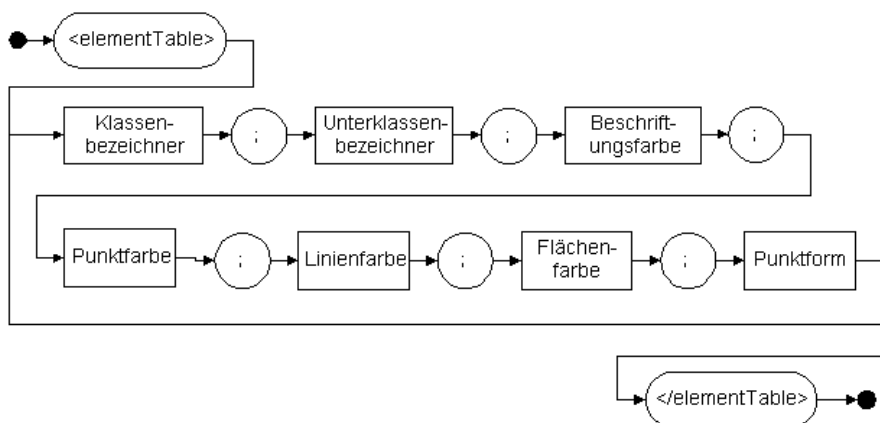 <elementTable>
Klassen-
bezeichner
;
Unterklassen-
bezeichner
;
Beschrift-
ungsfarbe
;
Punktfarbe
;
Linienfarbe
;
Flächen-
farbe
;
Punktform
</elementTable>